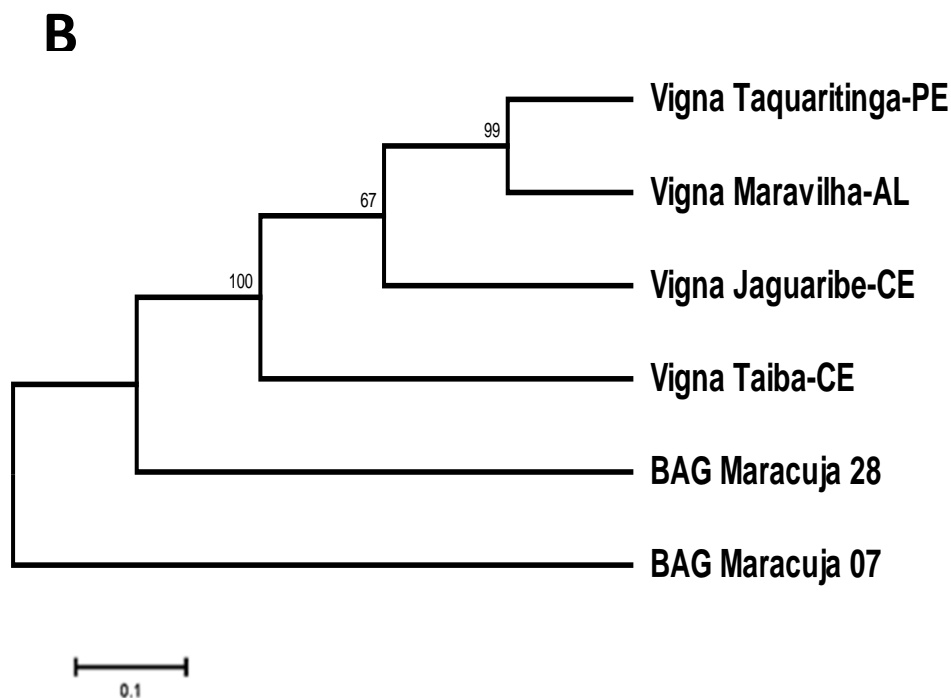 B
Vigna Taquaritinga-PE
99
Vigna Maravilha-AL
67
Vigna Jaguaribe-CE
100
Vigna Taiba-CE
BAG Maracuja 28
BAG Maracuja 07
0.1